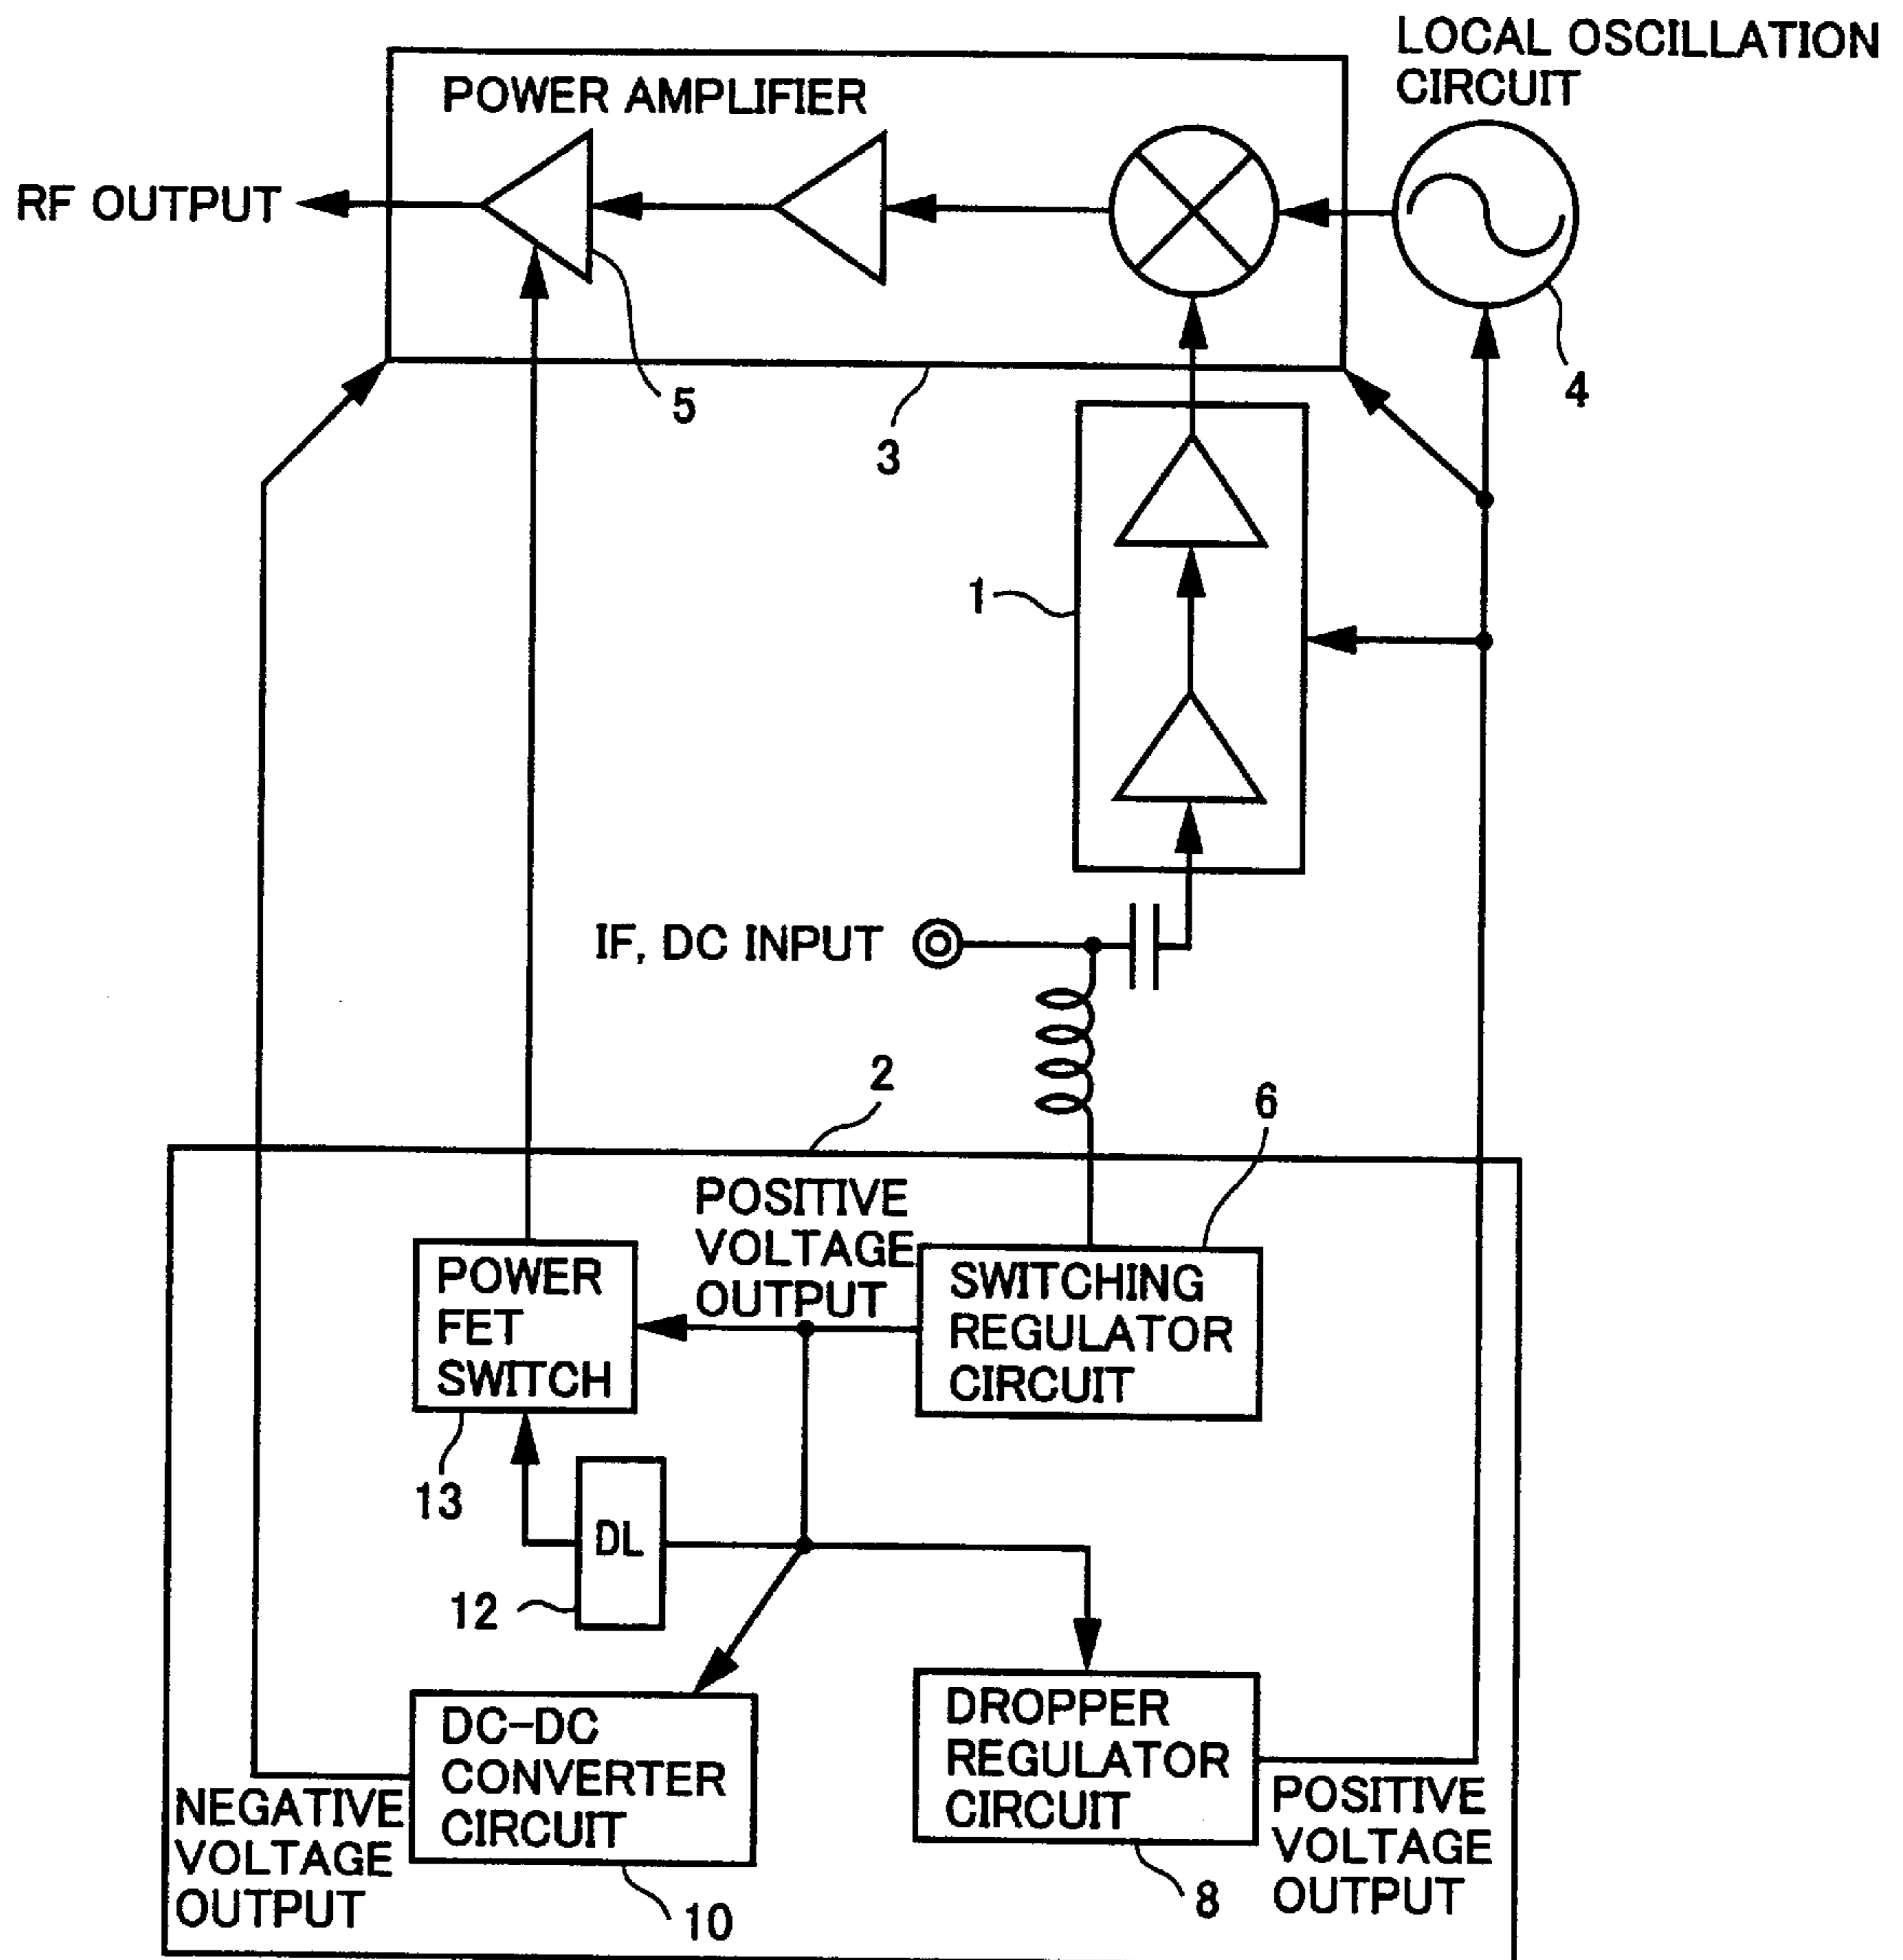 LOCAL OSCILLATION
CIRCUIT
POWER AMPLIFIER
RF OUTPUT
5
3
4
1
IF, DC INPUT
2
6
POSITIVE
VOLTAGE
OUTPUT
POWER
FET
SWITCH
SWITCHING
REGULATOR
CIRCUIT
13
DL
12
DC-DC
CONVERTER
CIRCUIT
DROPPER
REGULATOR
CIRCUIT
NEGATIVE
VOLTAGE
OUTPUT
POSITIVE
VOLTAGE
OUTPUT
10
8